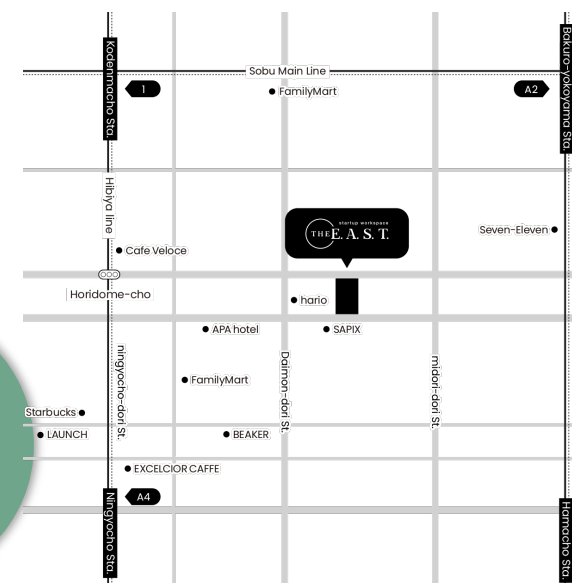 Kodenmacho Sta.
Bakuro-yokoyama Sta.
Sobu Main Line
1
FamilyMart
A2
Hibiya line
startup workspace
THE E. A. S. T.
Seven-Eleven
Café Veloce
Horidome-cho
hario
APA hotel
SAPIX
ningyocho-dori St.
Daimon-dori St.
midori-dori St.
FamilyMart
Starbucks
LAUNCH
BEAKER
EXCELCIOR CAFFE
A4
Ningyocho Sta.
Hamacho Sta.